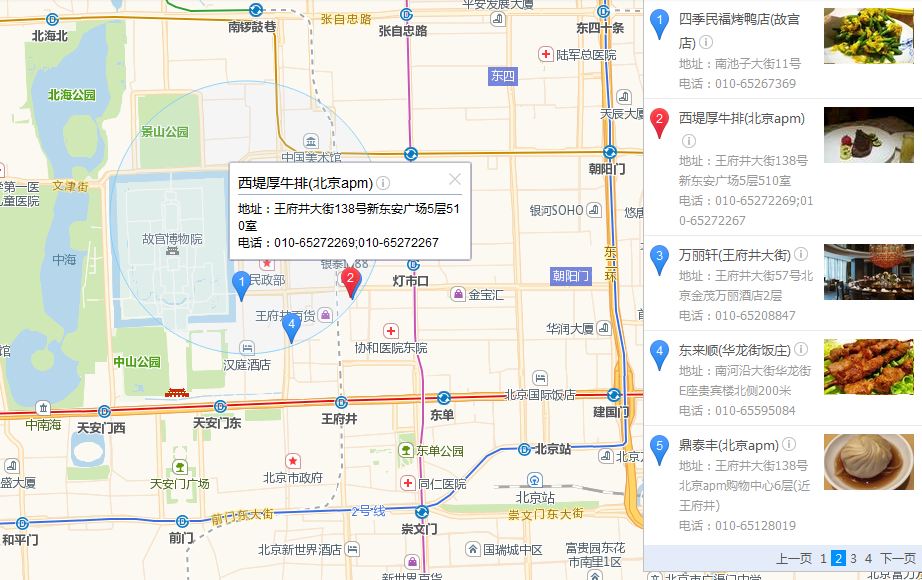 北海北
南锣鼓巷
张自忠路
张自忠路
平安发展大厦
东四十条
陆军总医院
东四
天辰大厦
北海公园
景山公园
中国美术馆
朝阳门
文津街
学第一医
儿童医院
西堤厚牛排(北京apm)
地址：王府井大街138号新东安广场5层51
0室
电话：010-65272269;010-65272267
银河SOHO
悠唐
故宫博物院
东二环
中海
民政部
1
2
灯市口
朝阳门
金宝汇
王府井百货
4
华润大厦
协和医院东院
馆
中山公园
汉庭酒店
北京国际饭店
中南海
天安门西
天安门东
王府井
东单
建国门
东单公园
北京站
盛大厦
天安门广场
北京市政府
同仁医院
北京站
和平门
前门
前门东大街
2号线
崇文门
崇文门东大街
北京新世界酒店
国瑞城中区
富贵园东花
市南里1区
新世界百货
1
四季民福烤鸭店(故宫
店)
地址：南池子大街11号
电话：010-65267369
2
西堤厚牛排(北京apm)
地址：王府井大街138号
新东安广场5层510室
电话：010-65272269;01
0-65272267
3
万丽轩(王府井大街)
地址：王府井大街57号北
京金茂万丽酒店2层
电话：010-65208847
4
东来顺(华龙街饭庄)
地址：南河沿大街华龙街
E座贵宾楼北侧200米
电话：010-65595084
5
鼎泰丰(北京apm)
地址：王府井大街138号
北京apm购物中心6层(近
王府井)
电话：010-65128019
上一页 1 2 3 4 下一页